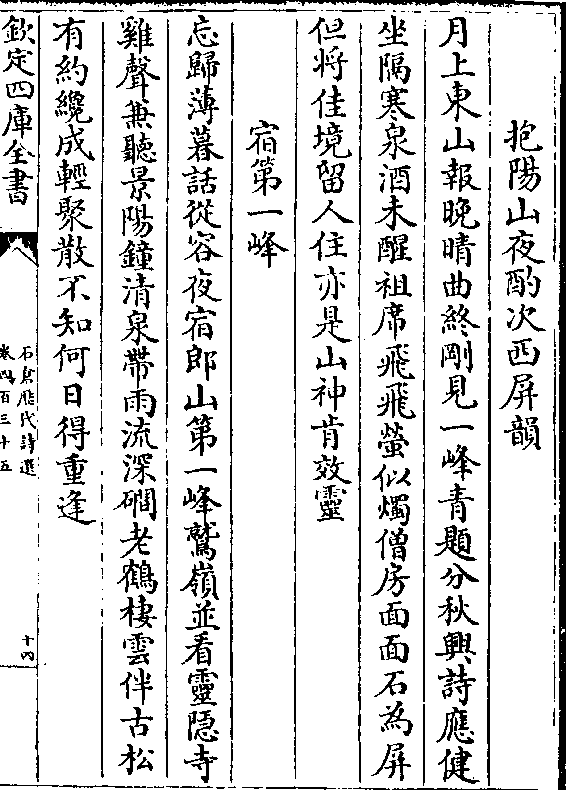 抱陽山夜酌次西屏韻
月上東山報晚晴曲終剛見一峰青題分秋興詩應健
坐隔寒泉酒未醒祖席飛飛螢似燭僧房面面石為屏
但將佳境留人住亦是山神肯效靈
宿第一峰
忘歸薄暮話從容夜宿郎山第一峰鷲嶺並看靈隱寺
雞聲兼聽景陽鐘清泉帶雨流深磵老鶴棲雲伴古松
有約纔成輕聚散不知何日得重逢
欽定四庫全書
石倉歷代詩選
卷四百三十五
十四